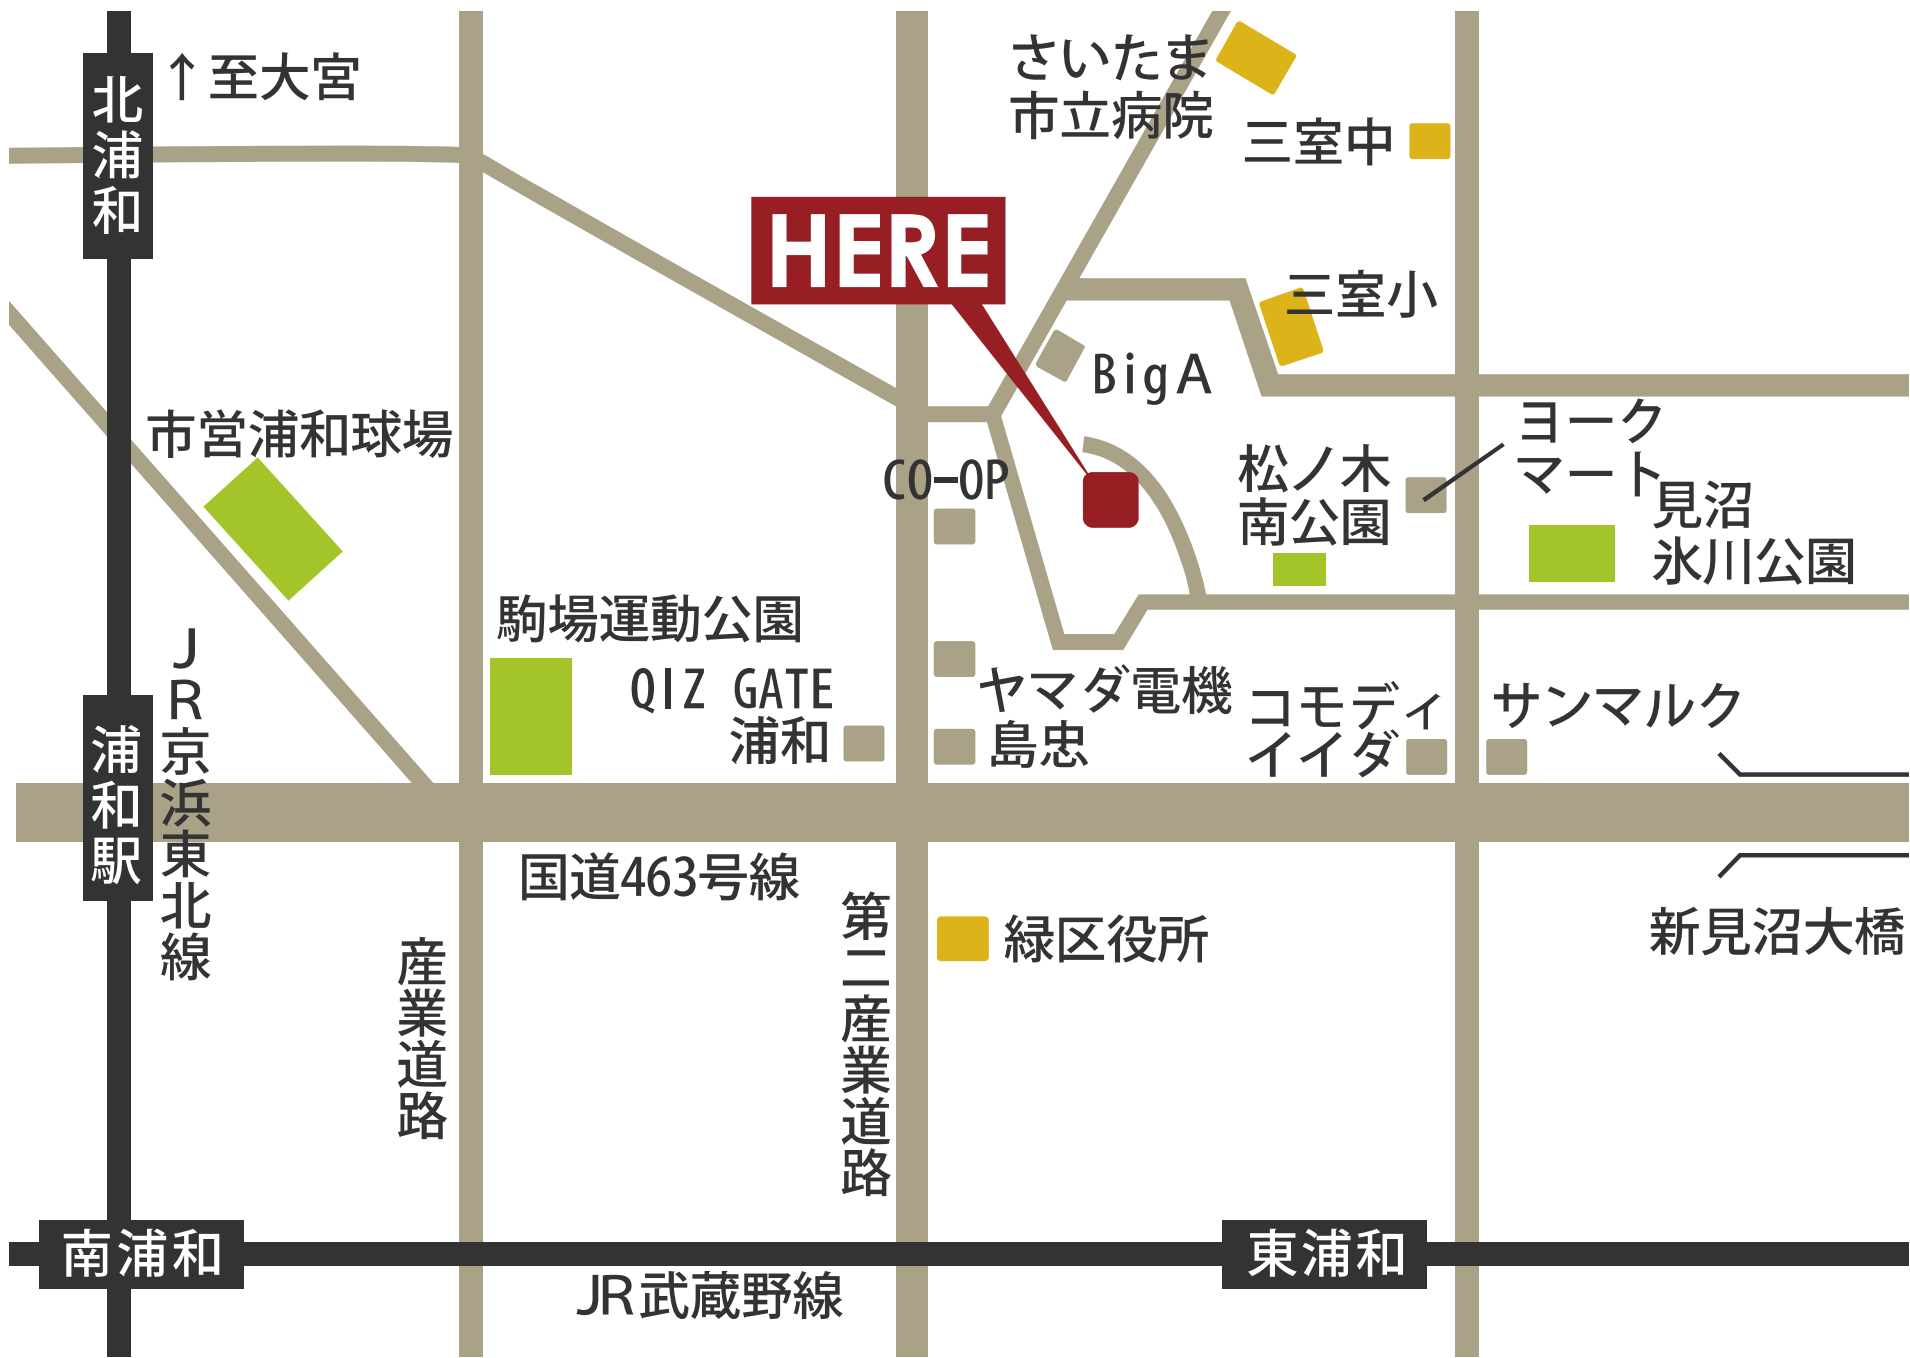 ↑至大宮
北浦和
さいたま
市立病院
三室中
HERE
三室小
BigA
市営浦和球場
CO-OP
松ノ木
南公園
ヨーク
マート
見沼
氷川公園
駒場運動公園
QIZ GATE
浦和
ヤマダ電機
島忠
コモディ
イイダ
サンマルク
JR京浜東北線
浦和駅
国道463号線
第二産業道路
緑区役所
新見沼大橋
産業道路
南浦和
東浦和
JR武蔵野線